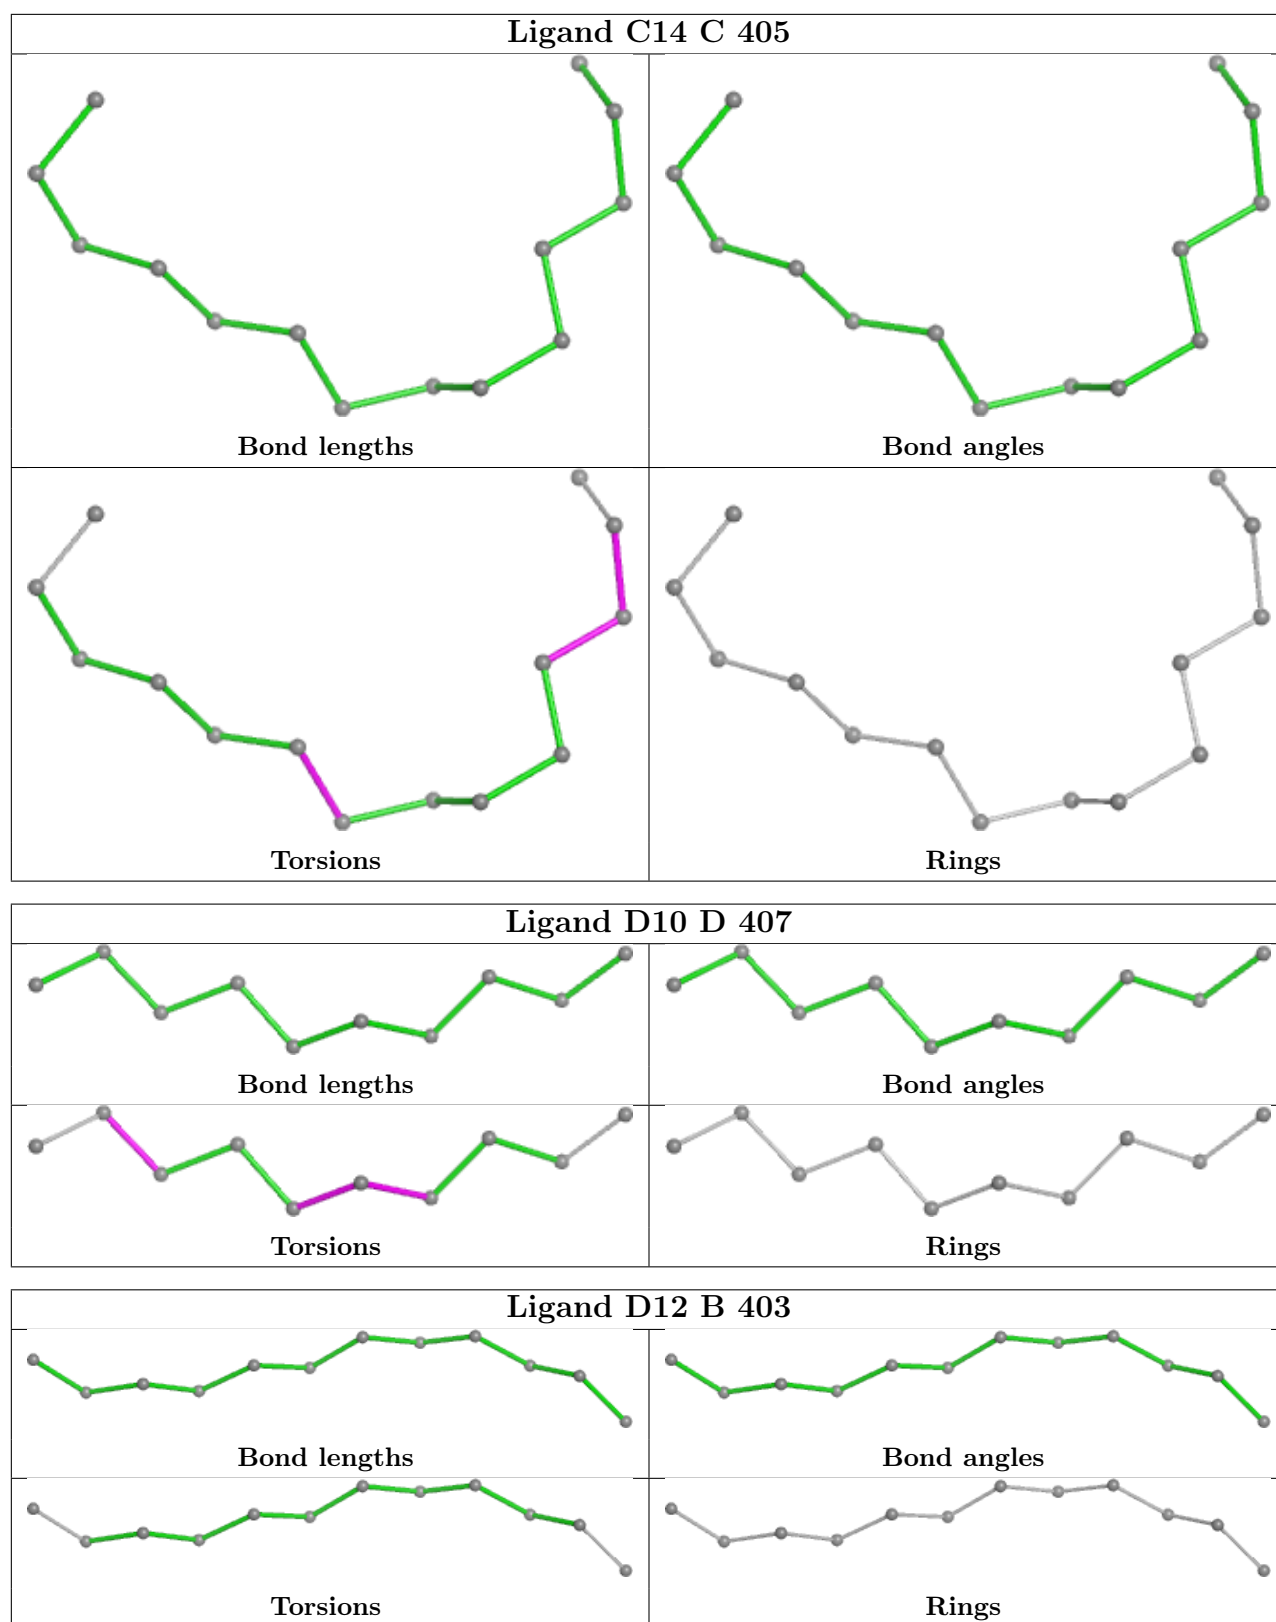 Ligand C14 C 405
Bond lengths
Bond angles
Torsions
Rings
Ligand D10 D 407
Bond lengths
Bond angles
Torsions
Rings
Ligand D12 B 403
Bond lengths
Bond angles
Torsions
Rings